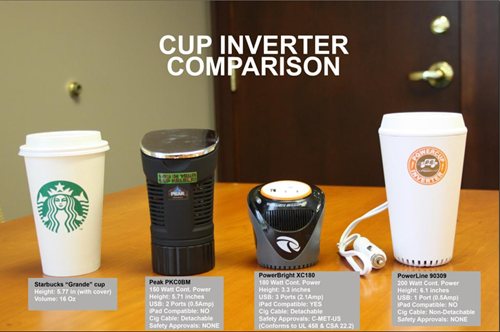 CUP INVERTER
COMPARISON
POWERCUP
INVERTER
PEAK
Starbucks "Grande" cup
Height: 5.77 in (with cover)
Volume: 16 Oz
Peak PKC0BM
Height: 5.71 inches
USB: 2 Ports (0.5Amp)
iPad Compatible: NO
Cig Cable: Detachable
Safety Approvals: NONE
PowerBright XC180
180 Watt Cont. Power
Height: 3.3 inches
USB: 3 Ports (2.1Amp)
iPad Compatible: YES
Cig Cable: Detachable
Safety Approvals: C-MET-US
(Conforms to UL 458 & CSA 22.2)
PowerLine 90309
200 Watt Cont. Power
Height: 6.1 inches
USB: 1 Port (0.5Amp)
iPad Compatible: NO
Cig Cable: Non-Detachable
Safety Approvals: NONE